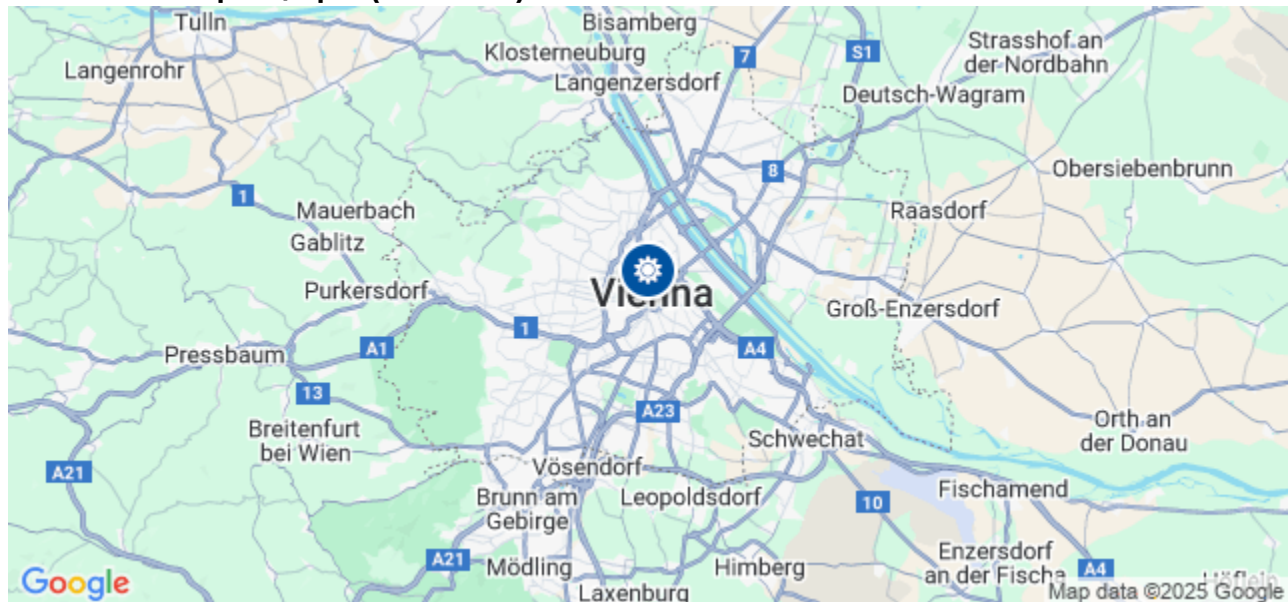 Tulln
Bisamberg
Klosterneuburg
Langenzersdorf
7
S1
Strasshof an
der Nordbahn
Langenrohr
Deutsch-Wagram
8
Obersiebenbrunn
1
Mauerbach
Gablitz
Raasdorf
Purkersdorf
Vienna
Groß-Enzersdorf
1
Pressbaum
A1
A4
13
A23
Breitenfurt
bei Wien
Schwechat
Orth an
der Donau
A21
Vösendorf
Brunn am
Gebirge
Leopoldsdorf
10
Fischamend
A21
Mödling
Himberg
Enzersdorf
an der Fischa
A4
Laxenburg
Google
Map data ©2025 Google